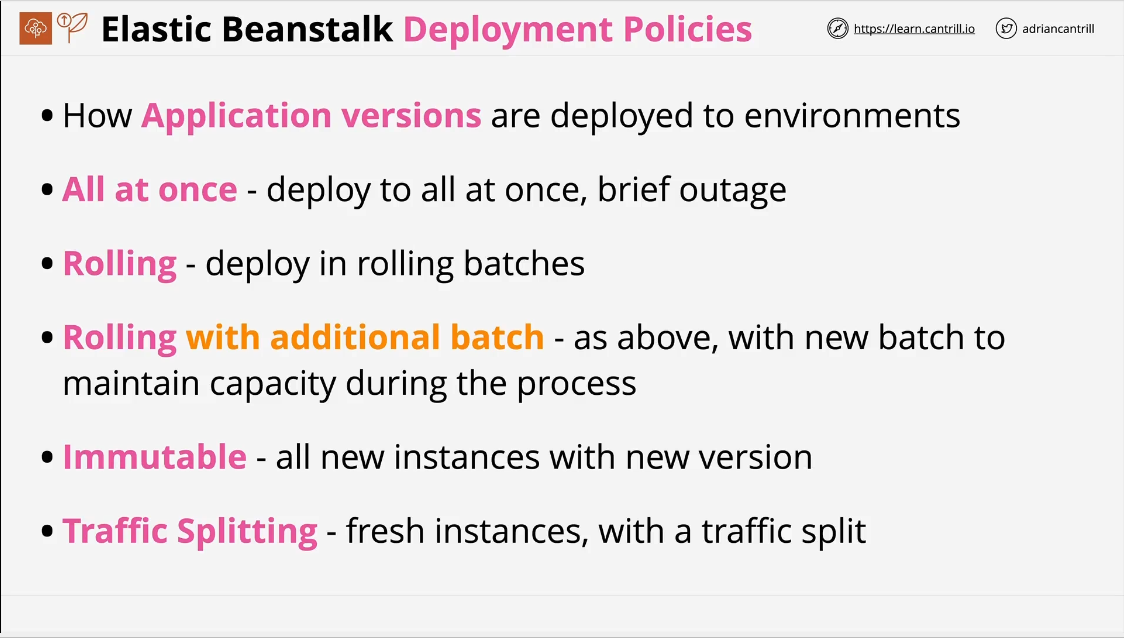 Elastic Beanstalk Deployment Policies
https://learn.cantrill.io
adriancantrill
• How Application versions are deployed to environments
• All at once - deploy to all at once, brief outage
• Rolling - deploy in rolling batches
• Rolling with additional batch - as above, with new batch to
maintain capacity during the process
• Immutable - all new instances with new version
• Traffic Splitting - fresh instances, with a traffic split